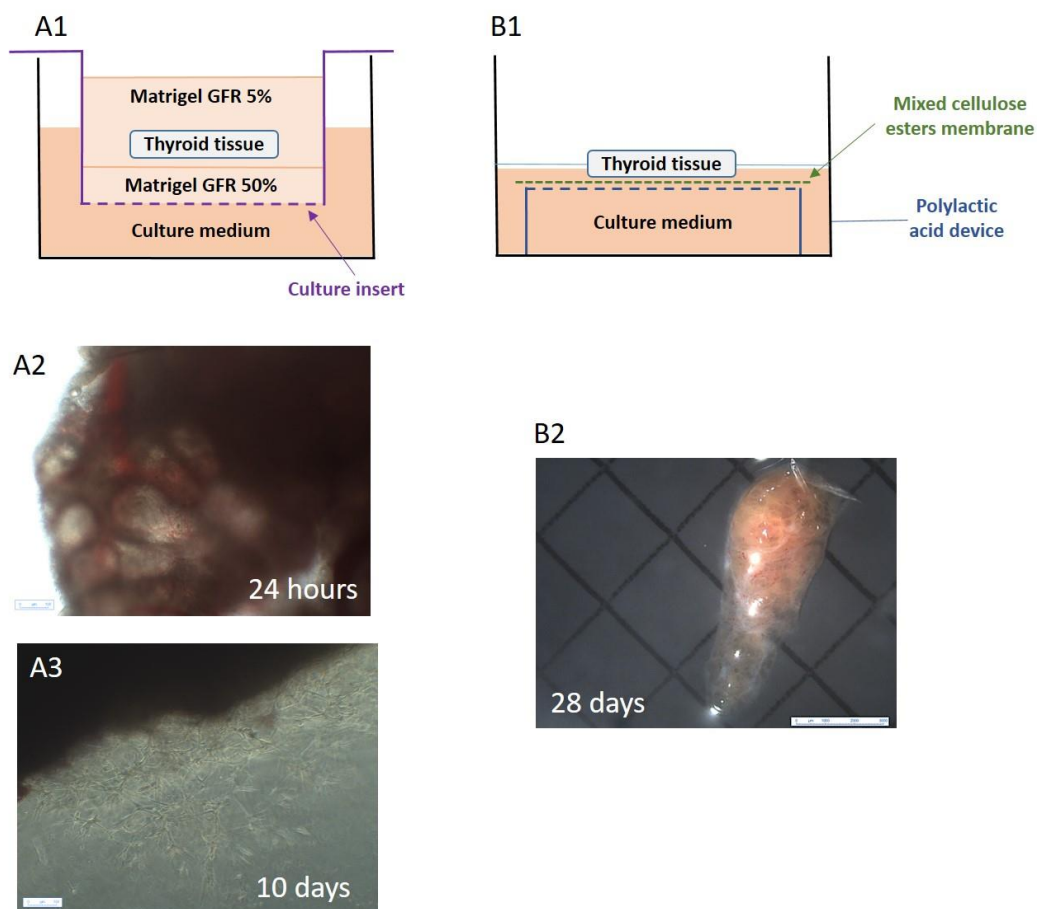 A1
Matrigel GFR 5%
Thyroid tissue
Matrigel GFR 50%
Culture medium
Culture insert
B1
Mixed cellulose
esters membrane
Thyroid tissue
Culture medium
Polylactic
acid device
A2
24 hours
A3
10 days
B2
28 days